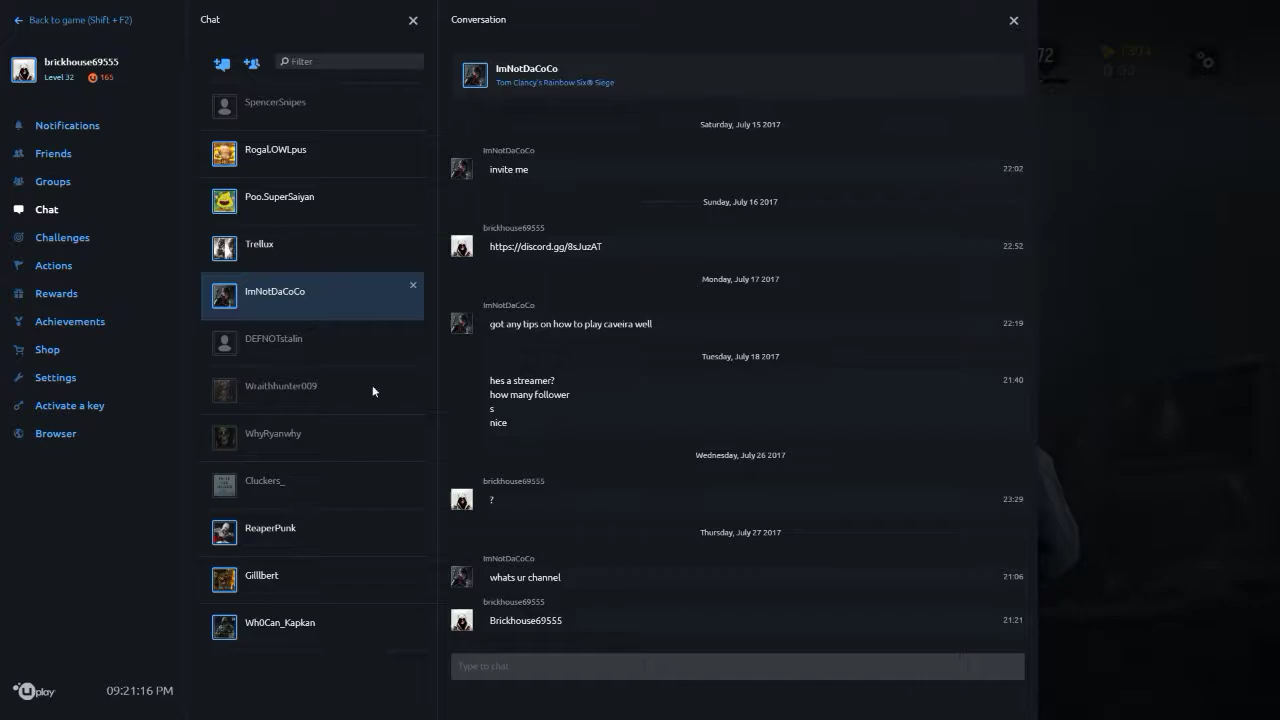 Back to game (Shift + F2)
brickhouse69555
Level 32 165
Notifications
Friends
Groups
Chat
Challenges
Actions
Rewards
Achievements
Shop
Settings
Activate a key
Browser
uplay 09:21:16 PM
Chat
Filter
SpencerSnipes
Rogal.OWLpus
Poo.SuperSaiyan
Trellux
ImNotDaCoCo
DEFNOTstalin
Wraithhunter009
WhyRyanwhy
Cluckers_
ReaperPunk
Gilllbert
Wh0Can_Kapkan
Conversation
ImNotDaCoCo
Tom Clancy's Rainbow Six® Siege
Saturday, July 15 2017
ImNotDaCoCo
invite me 22:02
Sunday, July 16 2017
brickhouse69555
https://discord.gg/8sJuzAT 22:52
Monday, July 17 2017
ImNotDaCoCo
got any tips on how to play caveira well 22:19
Tuesday, July 18 2017
hes a streamer? 21:40
how many follower
s
nice
Wednesday, July 26 2017
brickhouse69555
? 23:29
Thursday, July 27 2017
ImNotDaCoCo
whats ur channel 21:06
brickhouse69555
Brickhouse69555 21:21
Type to chat
72